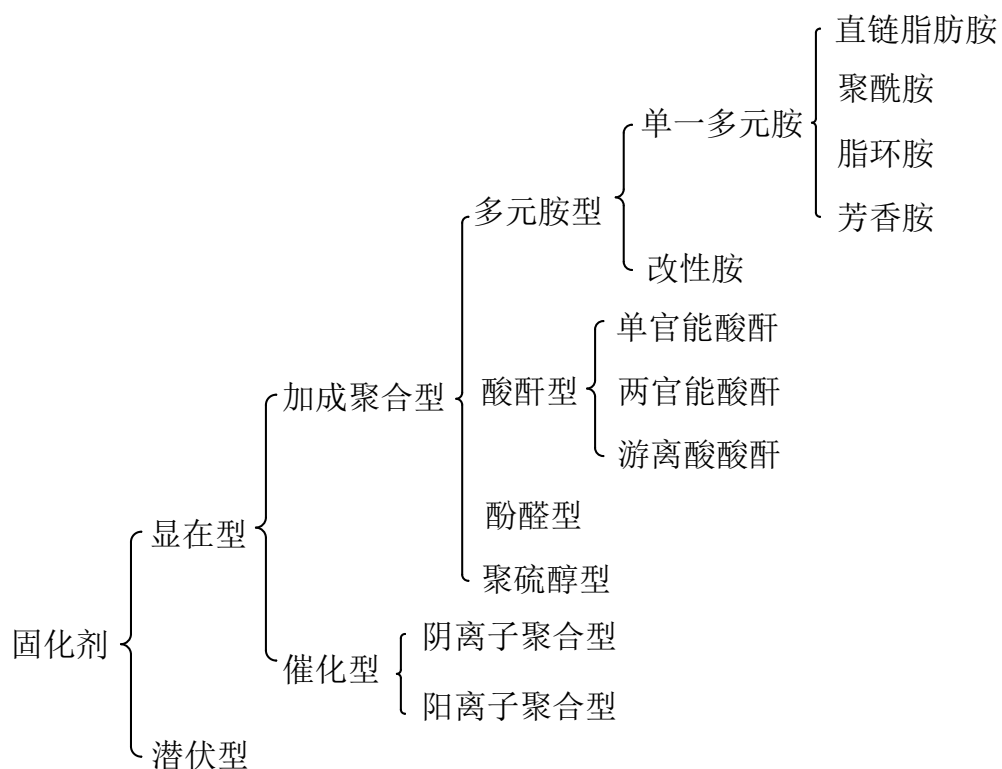 直链脂肪胺
聚酰胺
单一多元胺
脂环胺
多元胺型
芳香胺
改性胺
单官能酸酐
加成聚合型
酸酐型
两官能酸酐
游离酸酸酐
酚醛型
显在型
聚硫醇型
固化剂
阴离子聚合型
催化型
阳离子聚合型
潜伏型